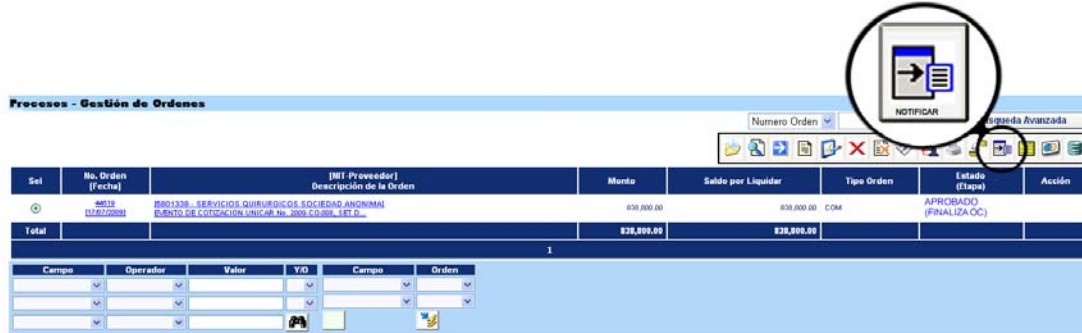 NOTIFICAR
Procesos - Gestión de Ordenes
Numero Orden
squeda Avanzada
Sel No. Orden [Fecha] [NIT-Proveedor] Descripción de la Orden Monto Saldo por Liquidar Tipo Orden Estado (Etapa) Acción
[17/07/2009] [5801338 - SERVICIOS QUIRURGICOS SOCIEDAD ANONIMA] 838,800.00 838,800.00 COM APROBADO
EVENTO DE COTIZACIÓN UNICAR No. 2009-CO-008, SET D... (FINALIZA OC)
Total 838,800.00 838,800.00
1
Campo Operador Valor Y/O Campo Orden